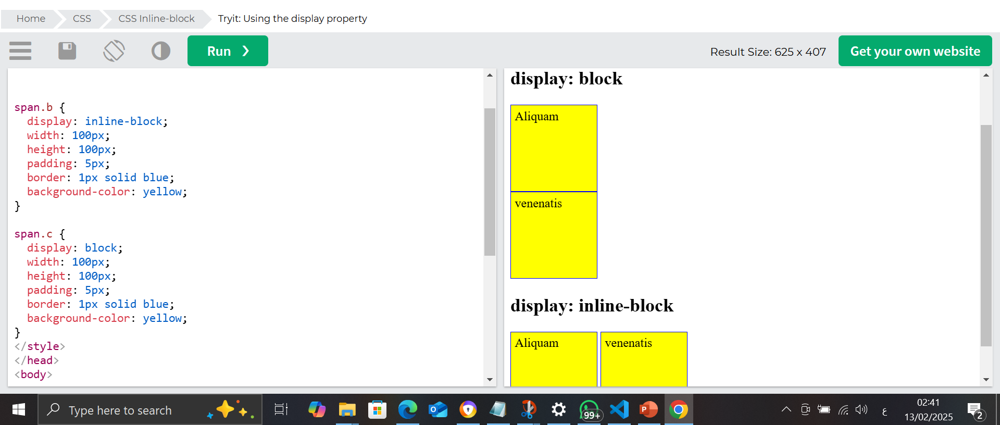 Home CSS CSS Inline-block Tryit: Using the display property
Run ❯ Result Size: 625 x 407 Get your own website
span.b {
  display: inline-block;
  width: 100px;
  height: 100px;
  padding: 5px;
  border: 1px solid blue;
  background-color: yellow;
}
span.c {
  display: block;
  width: 100px;
  height: 100px;
  padding: 5px;
  border: 1px solid blue;
  background-color: yellow;
}
</style>
</head>
<body>
display: block
Aliquam
venenatis
display: inline-block
Aliquam venenatis
Type here to search
99+
ع
02:41
13/02/2025
2